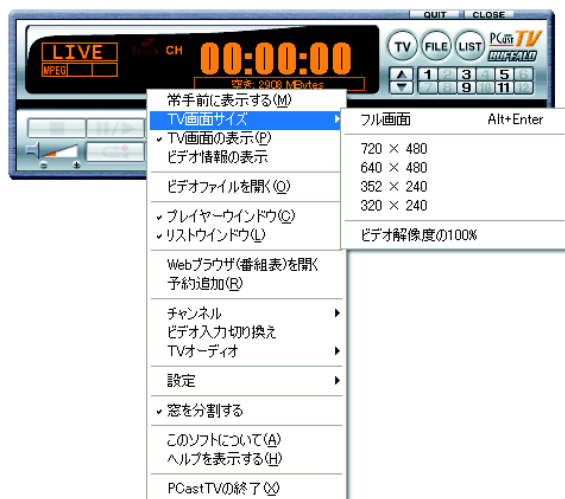 QUIT CLOSE
LIVE
MPEG
Track CH
00:00:00
空き: 2908 MBytes
TV FILE LIST
PCast TV
BUFFALO
1 3 5
9 11
常手前に表示する(M)
TV画面サイズ
TV画面の表示(P)
ビデオ情報の表示
ビデオファイルを開く(O)
プレイヤーウインドウ(C)
リストウインドウ(L)
Webブラウザ(番組表)を開く
予約追加(R)
チャンネル
ビデオ入力切り換え
TVオーディオ
設定
窓を分割する
このソフトについて(A)
ヘルプを表示する(H)
PCastTVの終了(X)
フル画面 Alt+Enter
720 × 480
640 × 480
352 × 240
320 × 240
ビデオ解像度の100%